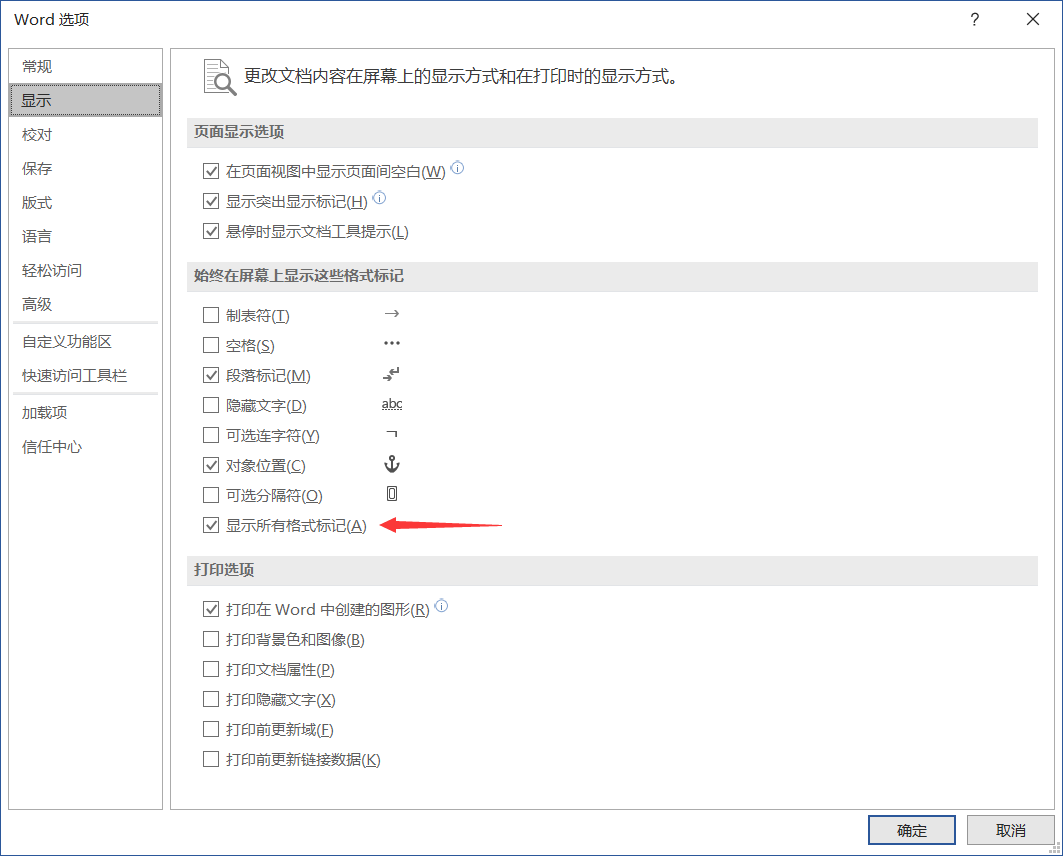 Word 选项
常规
显示
校对
保存
版式
语言
轻松访问
高级
自定义功能区
快速访问工具栏
加载项
信任中心
更改文档内容在屏幕上的显示方式和在打印时的显示方式。
页面显示选项
在页面视图中显示页面间空白(W)
显示突出显示标记(H)
悬停时显示文档工具提示(L)
始终在屏幕上显示这些格式标记
制表符(T)
空格(S)
段落标记(M)
隐藏文字(D) abc
可选连字符(Y)
对象位置(C)
可选分隔符(O)
显示所有格式标记(A)
打印选项
打印在 Word 中创建的图形(R)
打印背景色和图像(B)
打印文档属性(P)
打印隐藏文字(X)
打印前更新域(F)
打印前更新链接数据(K)
确定
取消